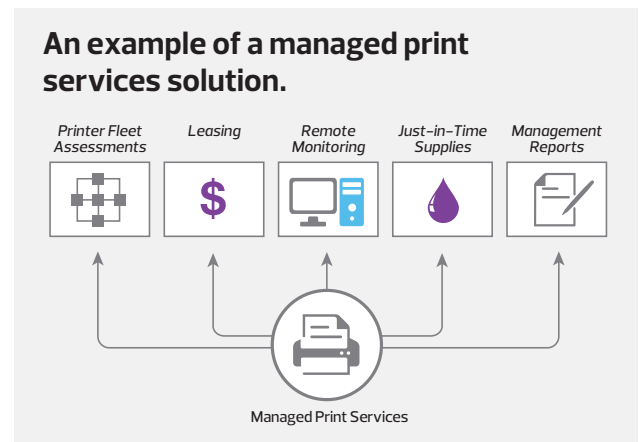 An example of a managed print
services solution.
Printer Fleet
Assessments
Leasing
Remote
Monitoring
Just-in-Time
Supplies
Management
Reports
$
Managed Print Services